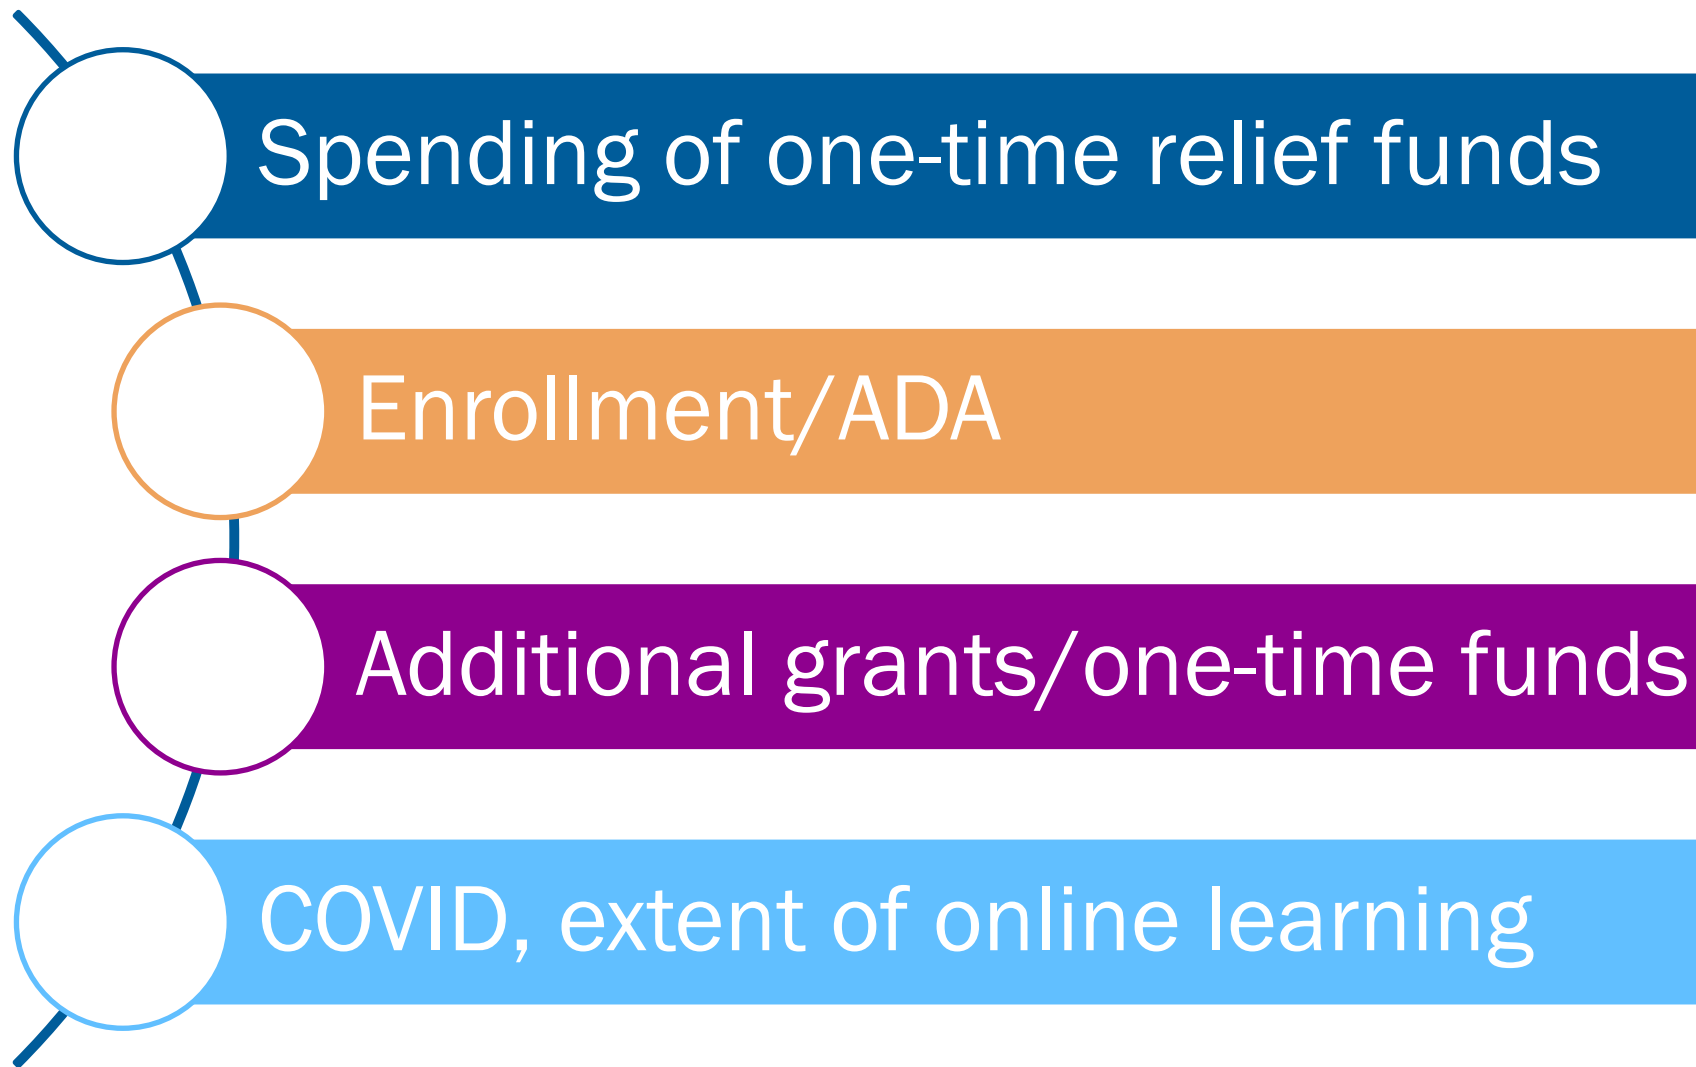 Spending of one-time relief funds
Enrollment/ADA
Additional grants/one-time funds
COVID, extent of online learning